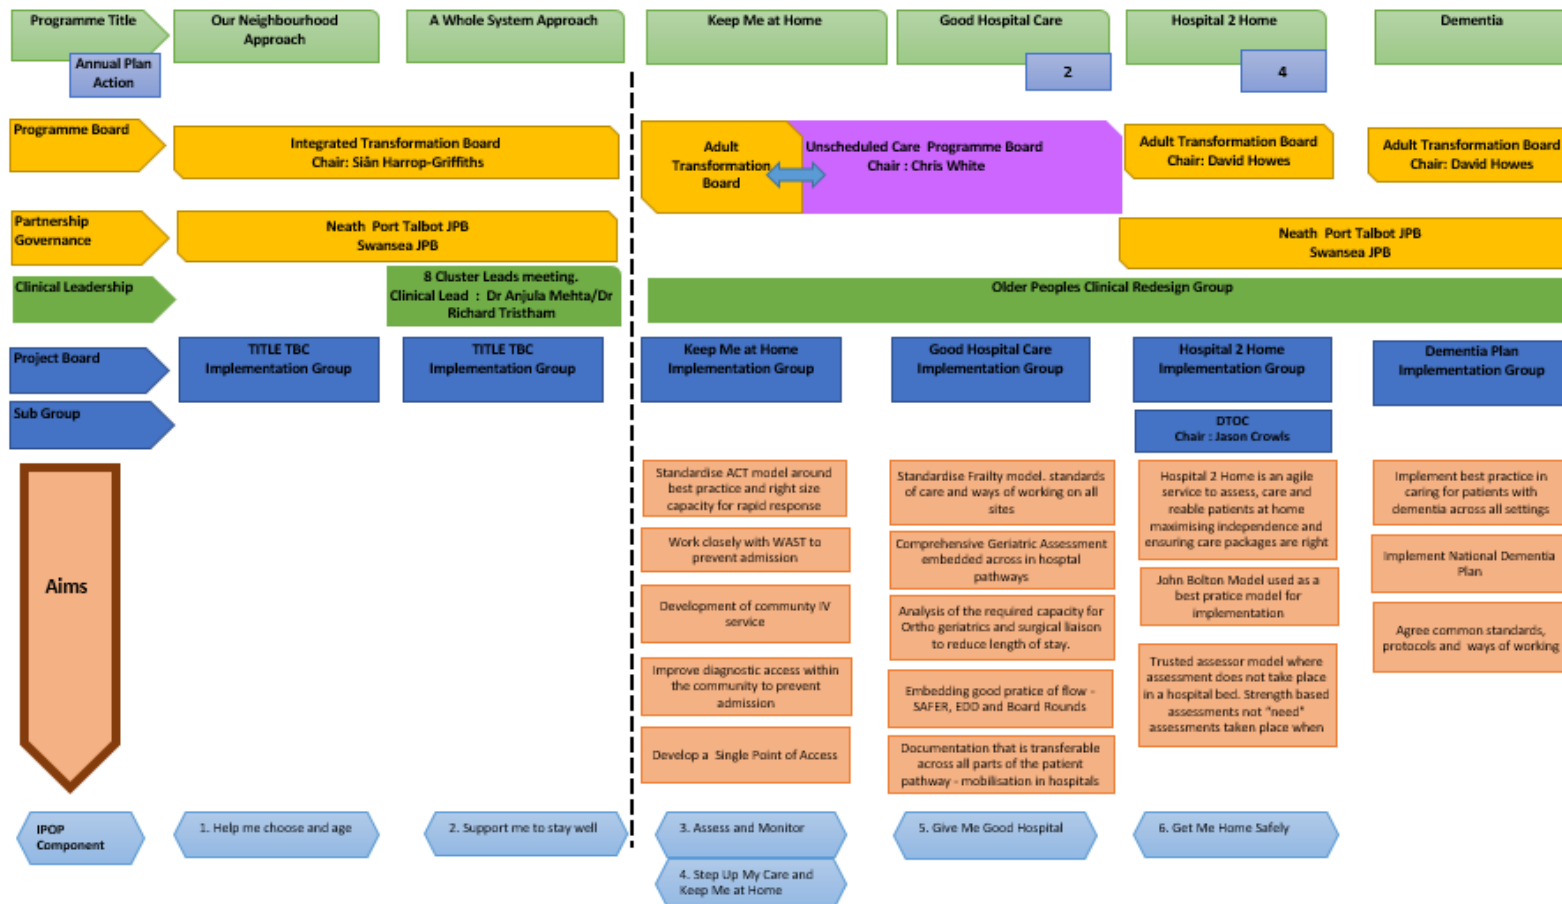 Programme Title
Our Neighbourhood
Approach
A Whole System Approach
Keep Me at Home
Good Hospital Care
Hospital 2 Home
Dementia
Annual Plan
Action
2
4
Programme Board
Integrated Transformation Board
Chair: Siân Harrop-Griffiths
Adult
Transformation
Board
Unscheduled Care Programme Board
Chair : Chris White
Adult Transformation Board
Chair: David Howes
Adult Transformation Board
Chair: David Howes
Partnership
Governance
Neath Port Talbot JPB
Swansea JPB
Neath Port Talbot JPB
Swansea JPB
Clinical Leadership
8 Cluster Leads meeting.
Clinical Lead : Dr Anjula Mehta/Dr
Richard Tristham
Older Peoples Clinical Redesign Group
Project Board
TITLE TBC
Implementation Group
TITLE TBC
Implementation Group
Keep Me at Home
Implementation Group
Good Hospital Care
Implementation Group
Hospital 2 Home
Implementation Group
Dementia Plan
Implementation Group
Sub Group
DTOC
Chair : Jason Crowls
Aims
Standardise ACT model around
best practice and right size
capacity for rapid response
Work closely with WAST to
prevent admission
Development of community IV
service
Improve diagnostic access within
the community to prevent
admission
Develop a Single Point of Access
Standardise Frailty model. standards
of care and ways of working on all
sites
Comprehensive Geriatric Assessment
embedded across in hosptal
pathways
Analysis of the required capacity for
Ortho geriatrics and surgical liaison
to reduce length of stay.
Embedding good pratice of flow -
SAFER, EDD and Board Rounds
Documentation that is transferable
across all parts of the patient
pathway - mobilisation in hospitals
Hospital 2 Home is an agile
service to assess, care and
reable patients at home
maximising independence and
ensuring care packages are right
John Bolton Model used as a
best pratice model for
implementation
Trusted assessor model where
assessment does not take place
in a hospital bed. Strength based
assessments not "need"
assessments taken place when
Implement best practice in
caring for patients with
dementia across all settings
Implement National Dementia
Plan
Agree common standards,
protocols and ways of working
IPOP
Component
1. Help me choose and age
2. Support me to stay well
3. Assess and Monitor
4. Step Up My Care and
Keep Me at Home
5. Give Me Good Hospital
6. Get Me Home Safely